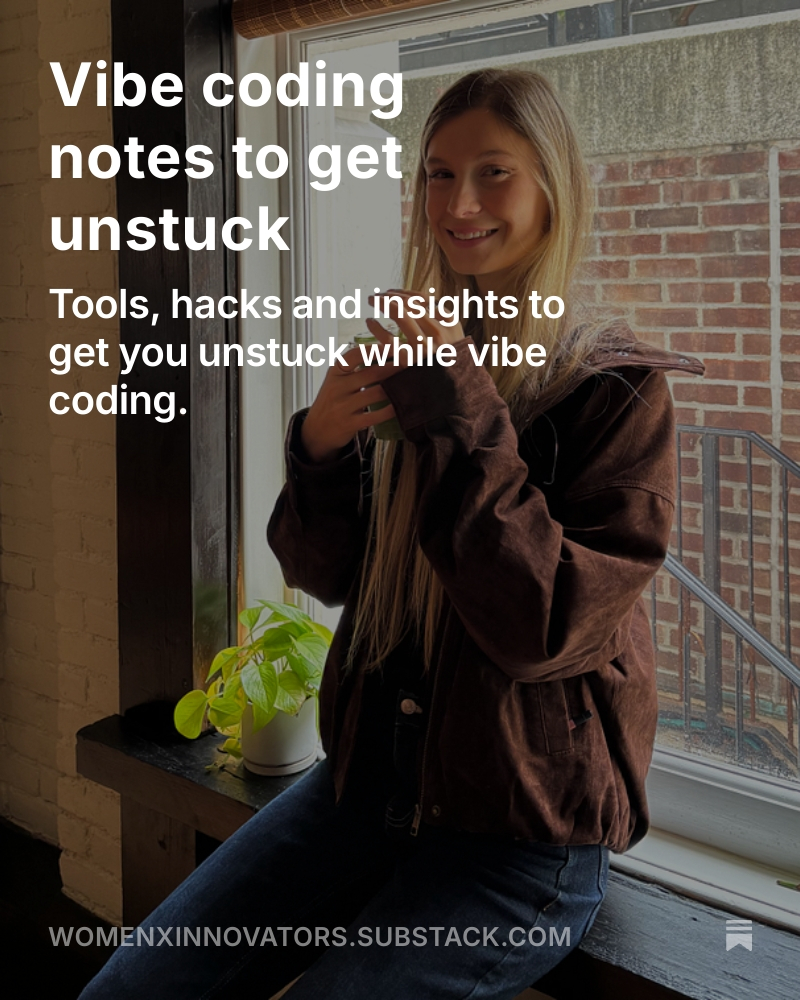 Vibe coding
notes to get
unstuck
Tools, hacks and insights to
get you unstuck while vibe
coding.
WOMENXINNOVATORS.SUBSTACK.COM